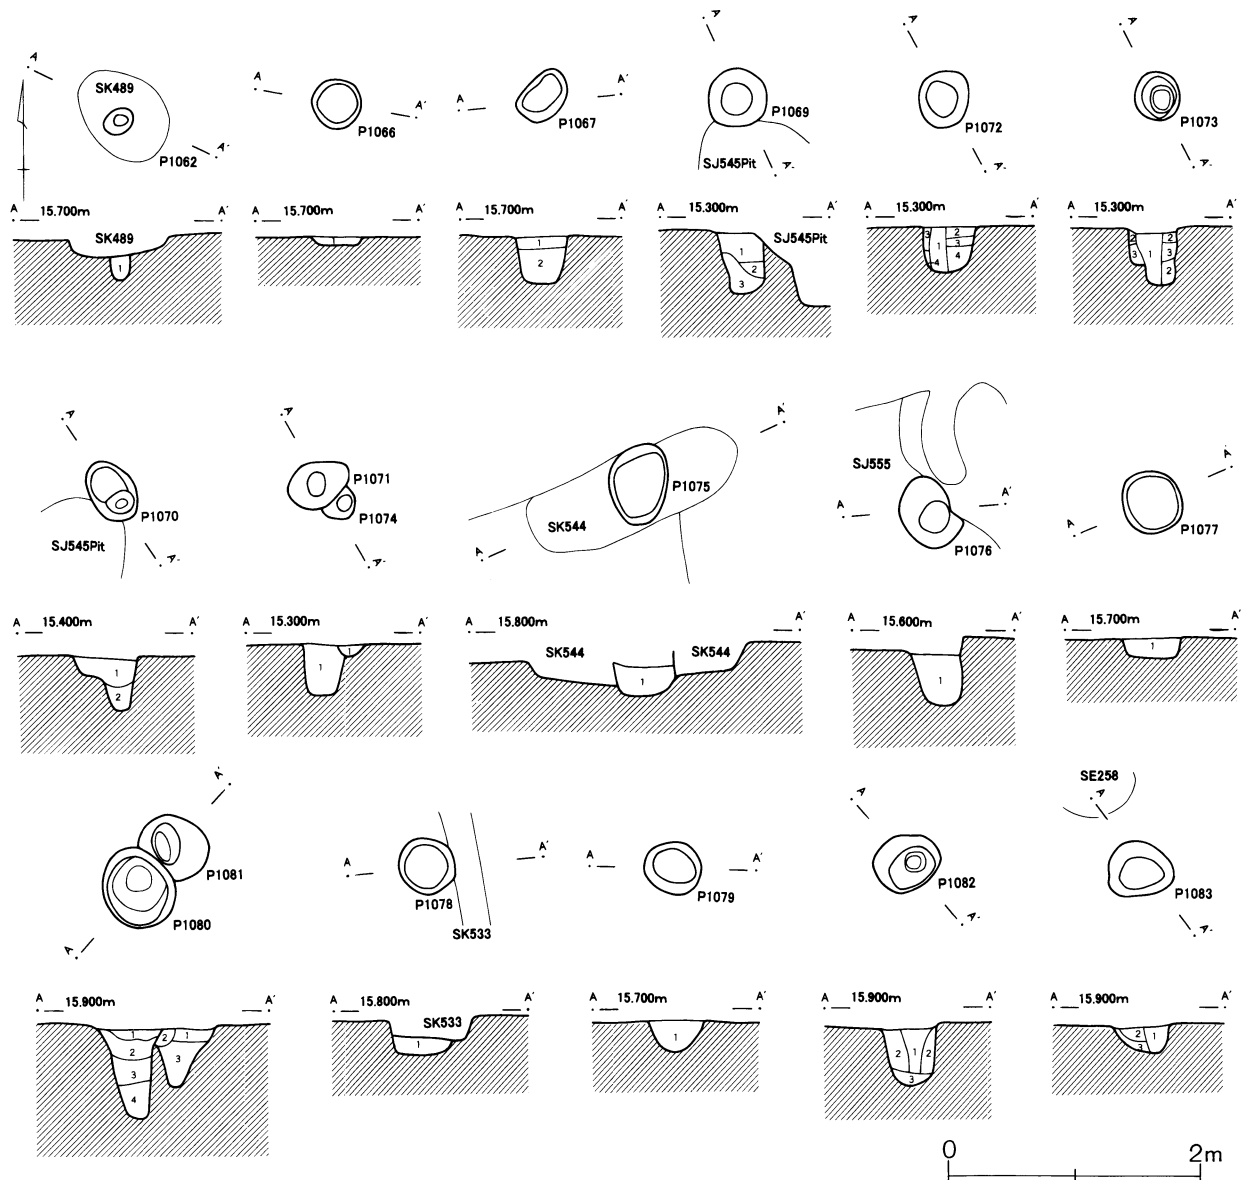 A
SK489
P1062
A'
A
P1066
A'
A
P1067
A'
A
P1069
SJ545Pit
A'
A
P1072
A'
A
P1073
A'
A 15.700m A'
SK489
1
A 15.700m A'
1
A 15.700m A'
1
2
A 15.300m A'
SJ545Pit
1
2
3
A 15.300m A'
3 1 2
3
4 4
A 15.300m A'
2 1 2
3 3
2
A
P1070
SJ545Pit
A'
A
P1071
P1074
A'
A'
P1075
SK544
A
SJ555
A A'
P1076
A
P1077
A
A 15.400m A'
1
2
A 15.300m A'
1 1
A 15.800m A'
SK544 SK544
1
A 15.600m A'
1
A 15.700m A'
1
A'
P1081
P1080
A
A A'
P1078
SK533
A A'
P1079
A
P1082
A'
SE258
A
P1083
A'
A 15.900m A'
1 2 1
2 3
3
4
A 15.800m A'
SK533
1
A 15.700m A'
1
A 15.900m A'
2 1 2
3
A 15.900m A'
2 1
3
0 2m